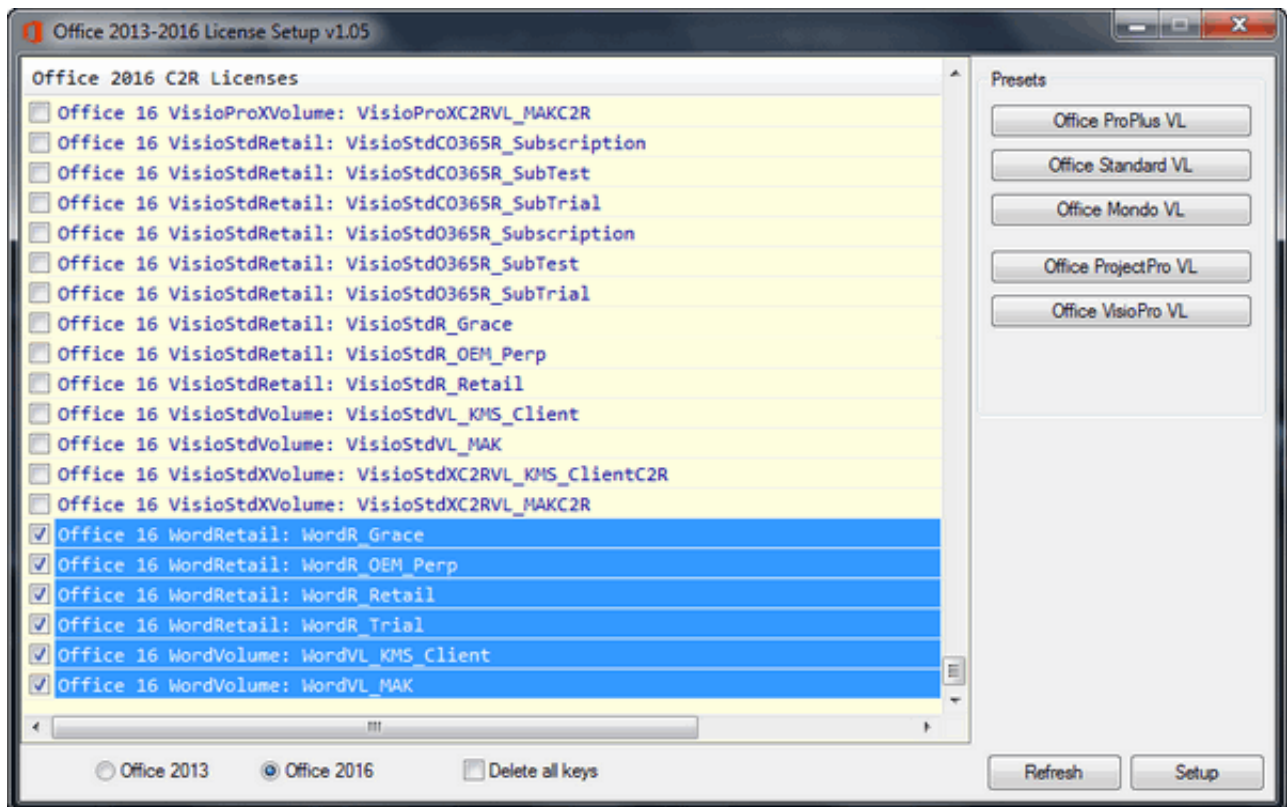 Office 2013-2016 License Setup v1.05
Office 2016 C2R Licenses
Office 16 VisioProXVolume: VisioProXC2RVL_MAKC2R
Office 16 VisioStdRetail: VisioStdCO365R_Subscription
Office 16 VisioStdRetail: VisioStdCO365R_SubTest
Office 16 VisioStdRetail: VisioStdCO365R_SubTrial
Office 16 VisioStdRetail: VisioStdO365R_Subscription
Office 16 VisioStdRetail: VisioStdO365R_SubTest
Office 16 VisioStdRetail: VisioStdO365R_SubTrial
Office 16 VisioStdRetail: VisioStdR_Grace
Office 16 VisioStdRetail: VisioStdR_OEM_Perp
Office 16 VisioStdRetail: VisioStdR_Retail
Office 16 VisioStdVolume: VisioStdVL_KMS_Client
Office 16 VisioStdVolume: VisioStdVL_MAK
Office 16 VisioStdXVolume: VisioStdXC2RVL_KMS_ClientC2R
Office 16 VisioStdXVolume: VisioStdXC2RVL_MAKC2R
Office 16 WordRetail: WordR_Grace
Office 16 WordRetail: WordR_OEM_Perp
Office 16 WordRetail: WordR_Retail
Office 16 WordRetail: WordR_Trial
Office 16 WordVolume: WordVL_KMS_Client
Office 16 WordVolume: WordVL_MAK
Presets
Office ProPlus VL
Office Standard VL
Office Mondo VL
Office ProjectPro VL
Office VisioPro VL
Office 2013
Office 2016
Delete all keys
Refresh
Setup